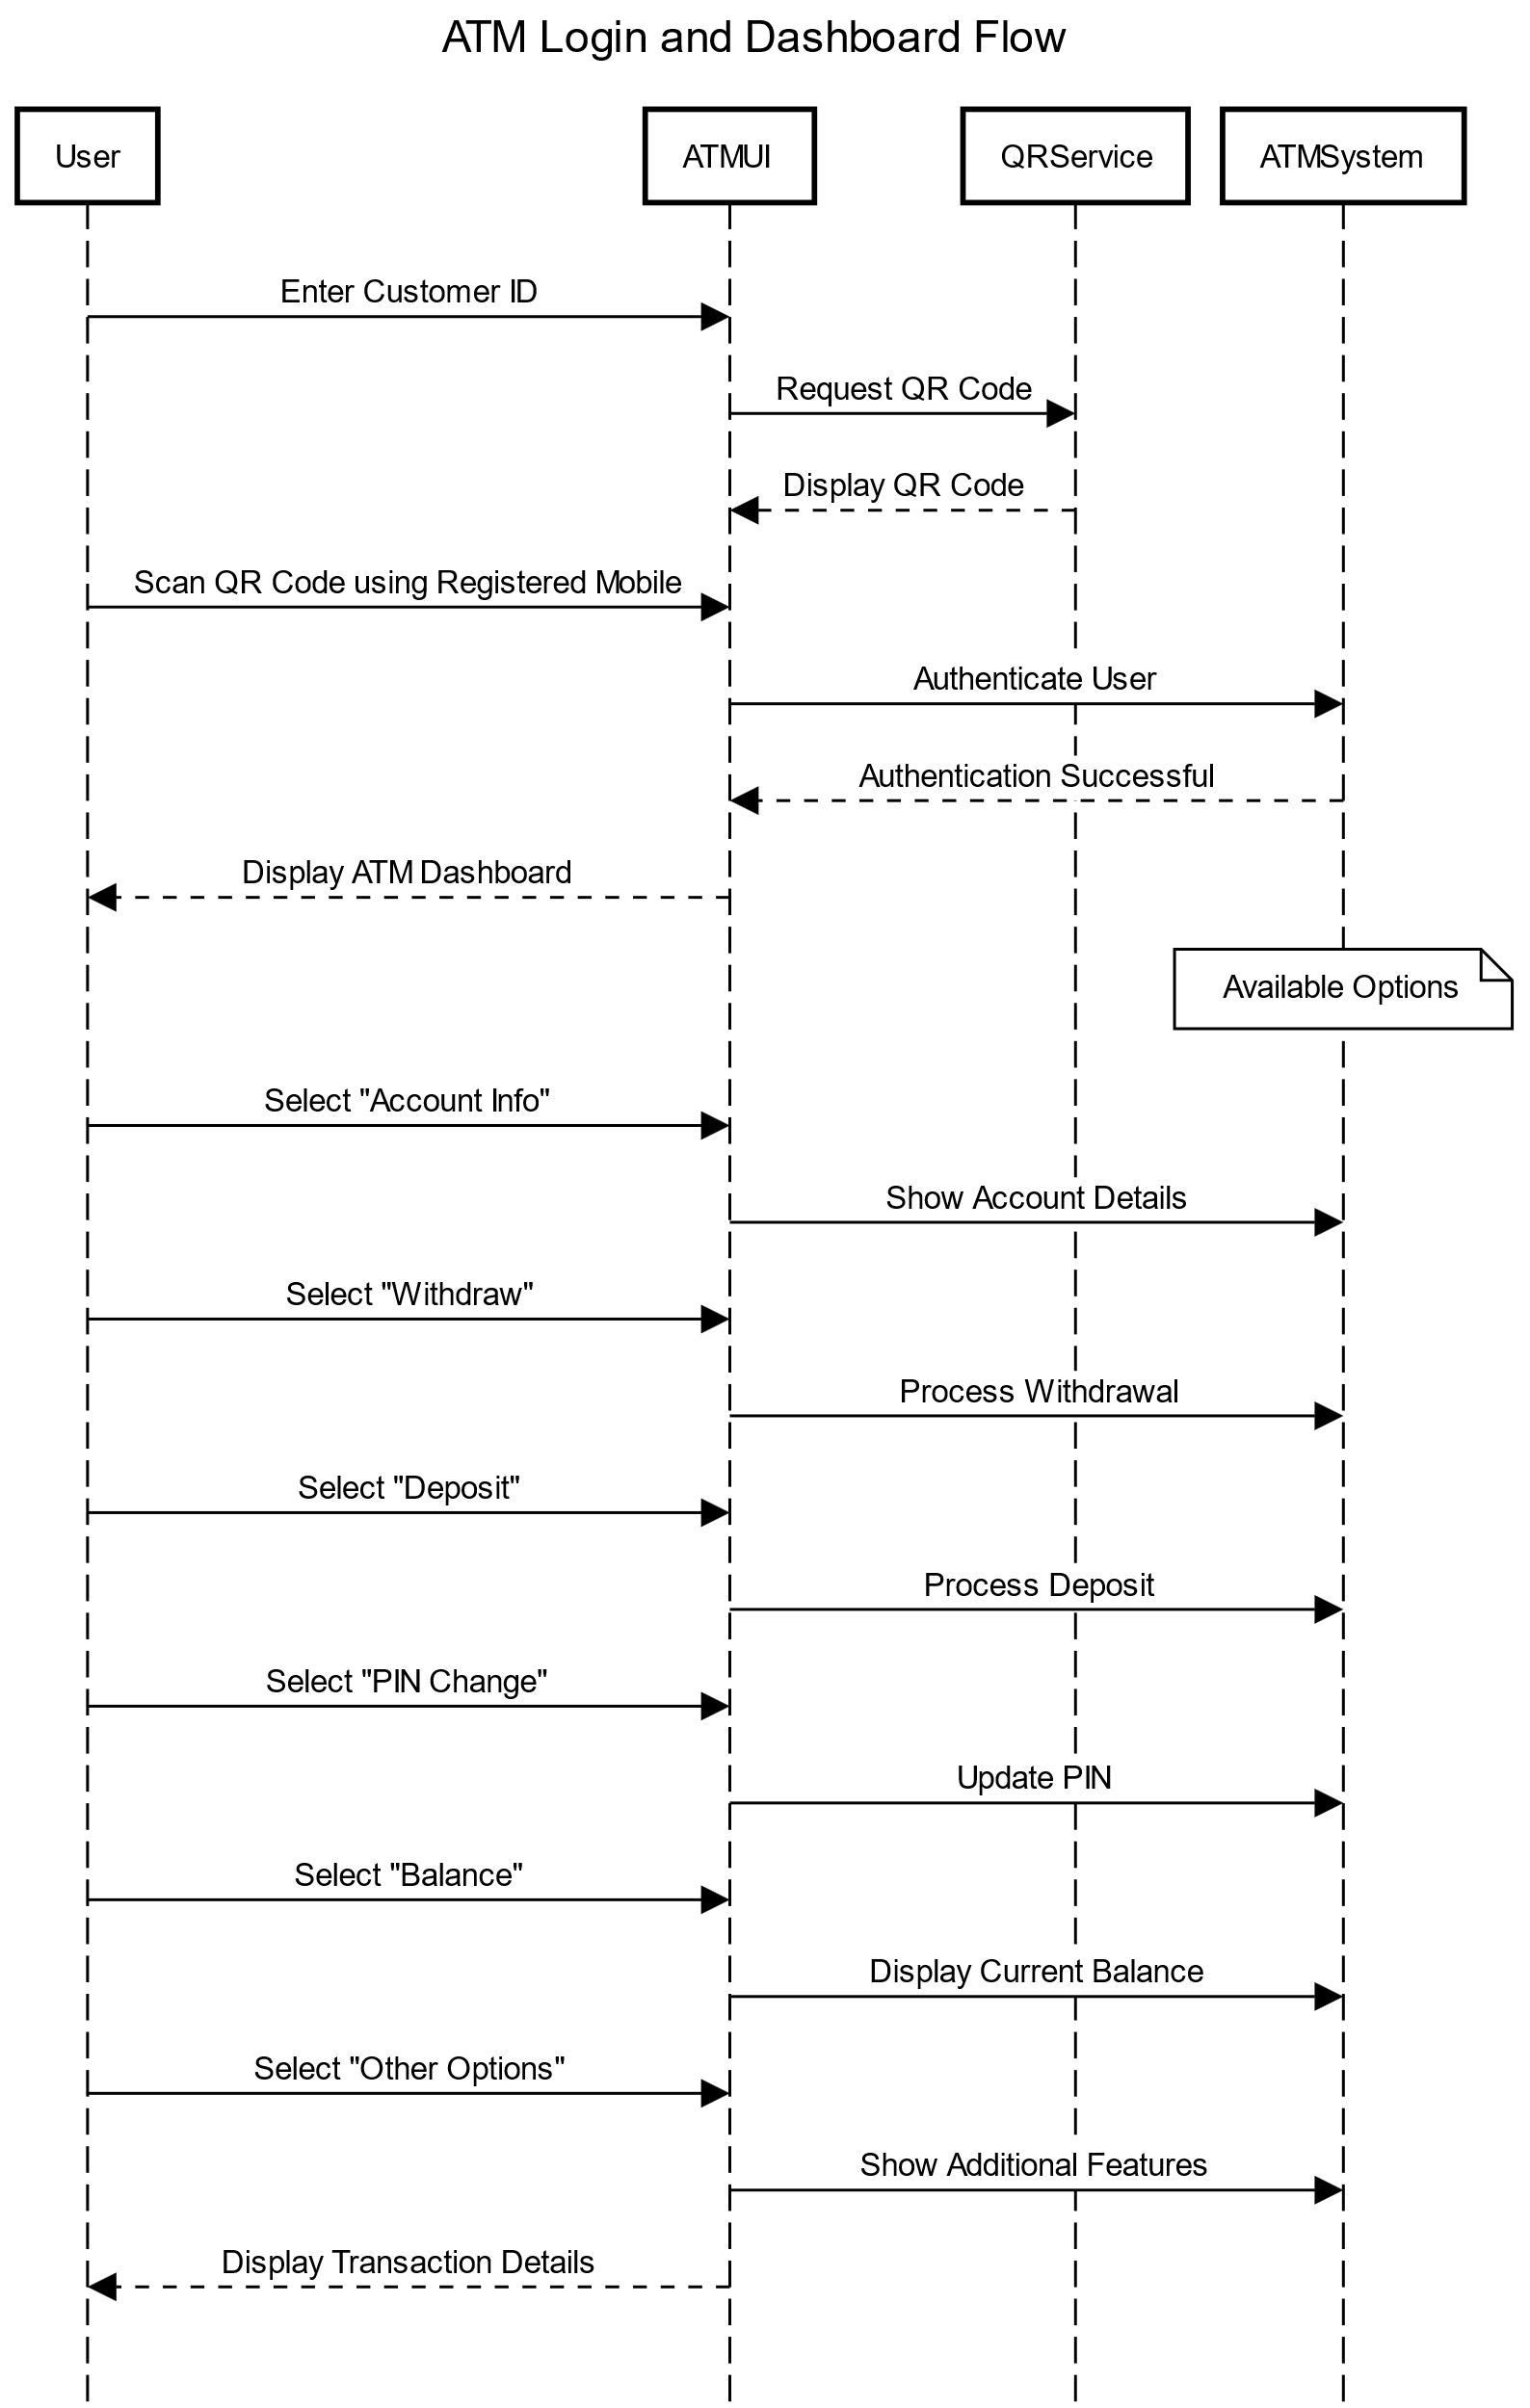 ATM Login and Dashboard Flow
User
ATMUI
QRService
ATMSystem
Enter Customer ID
Request QR Code
Display QR Code
Scan QR Code using Registered Mobile
Authenticate User
Authentication Successful
Display ATM Dashboard
Available Options
Select "Account Info"
Show Account Details
Select "Withdraw"
Process Withdrawal
Select "Deposit"
Process Deposit
Select "PIN Change"
Update PIN
Select "Balance"
Display Current Balance
Select "Other Options"
Show Additional Features
Display Transaction Details